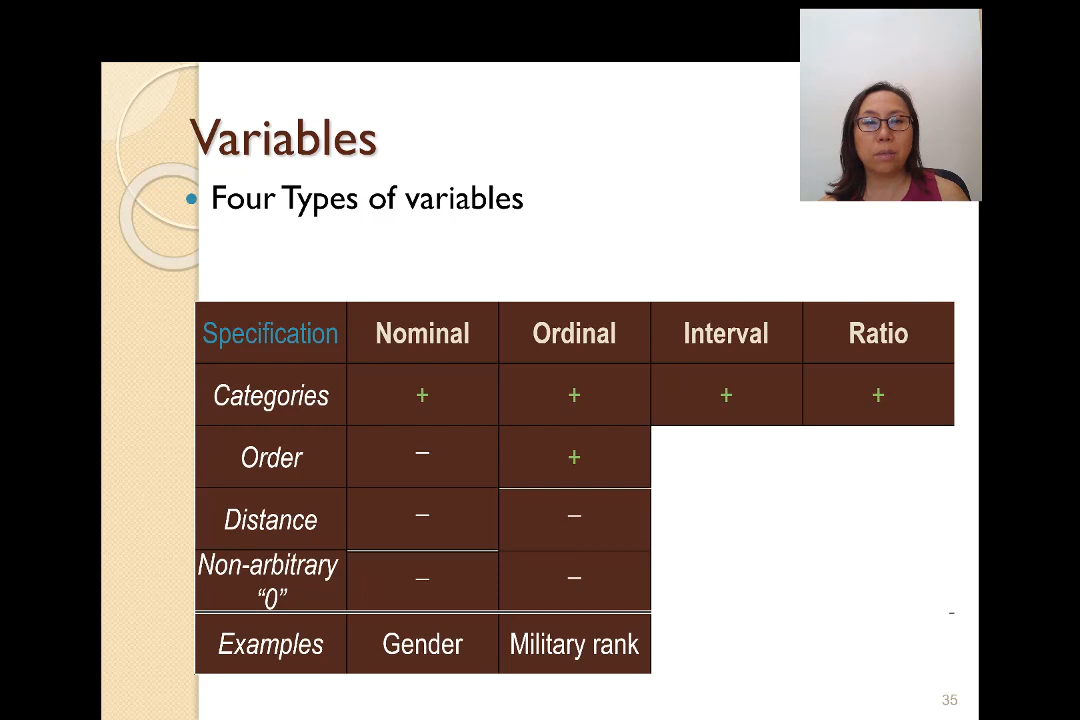 Variables
Four Types of variables
Specification Nominal Ordinal Interval Ratio
Categories + + + +
Order – +
Distance – –
Non-arbitrary
“0” – –
Examples Gender Military rank
35